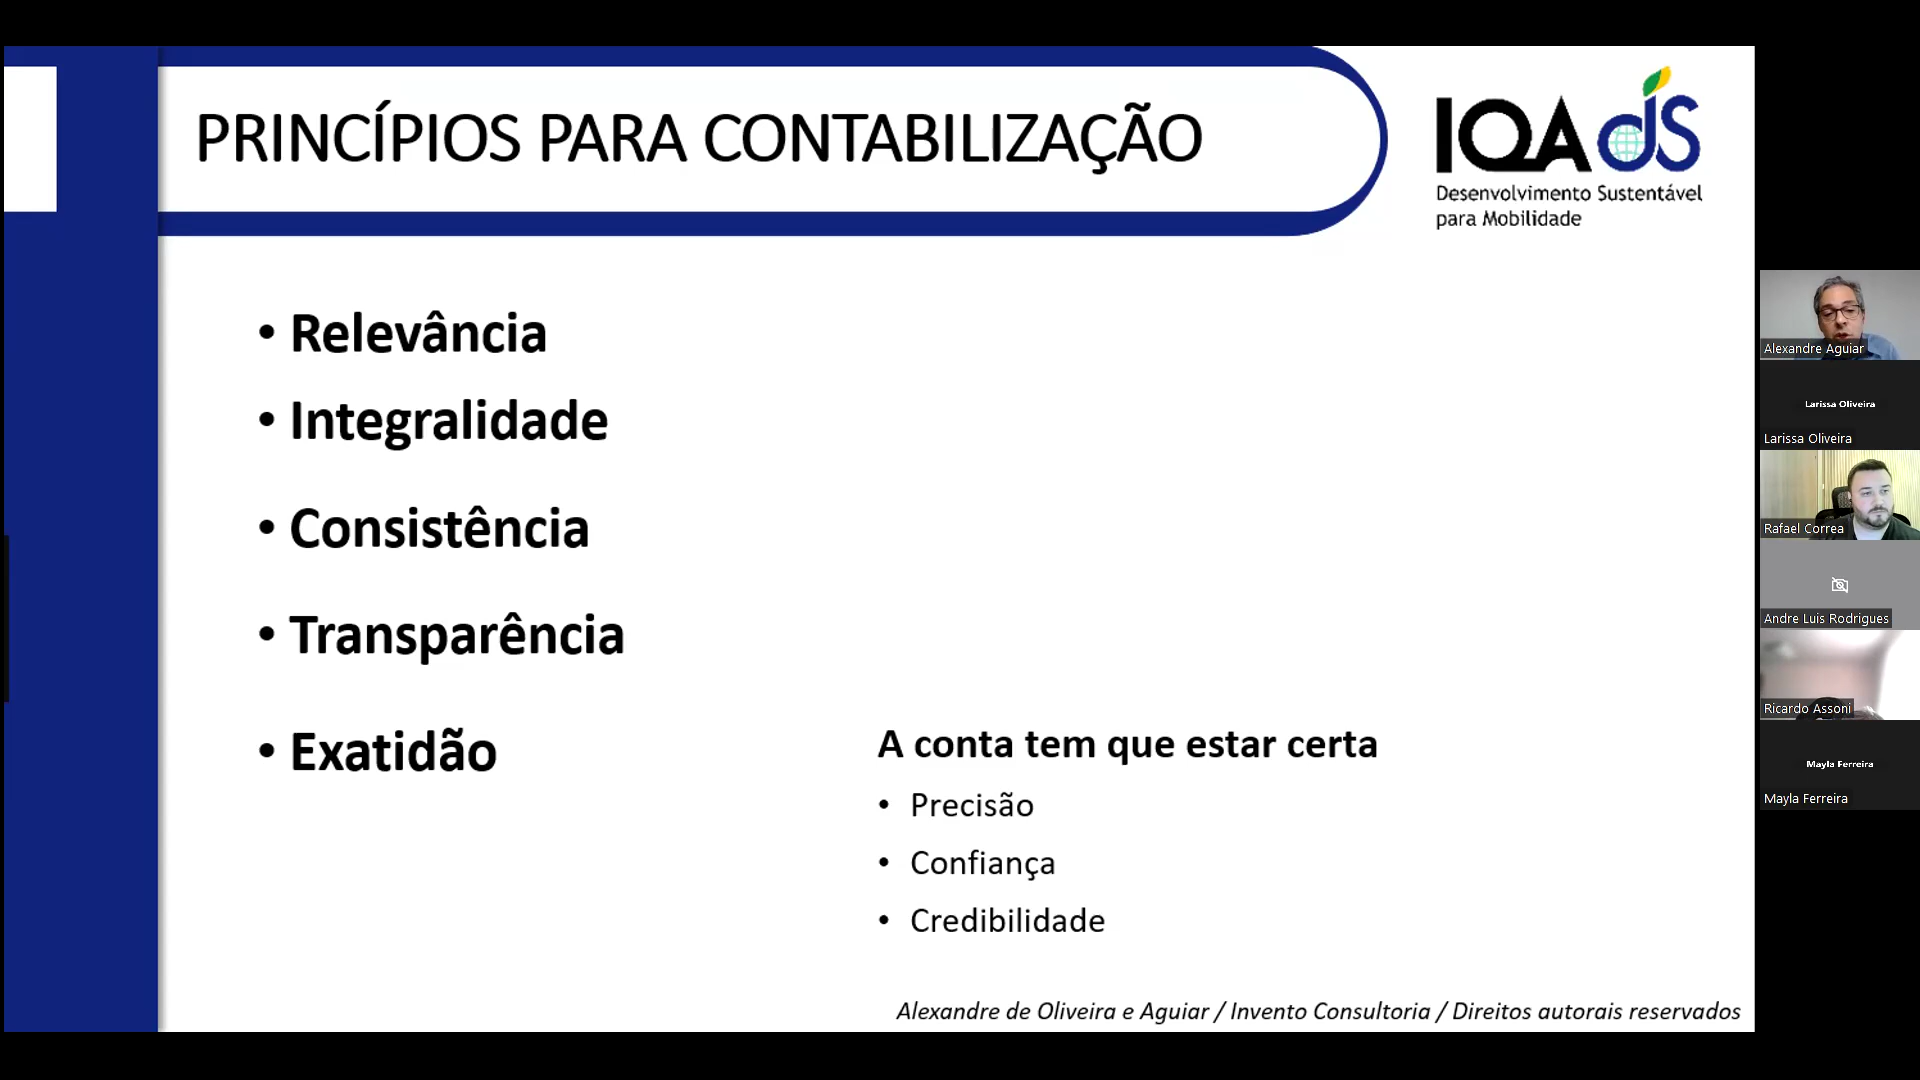 PRINCÍPIOS PARA CONTABILIZAÇÃO
IQAdS
Desenvolvimento Sustentável
para Mobilidade
• Relevância
• Integralidade
• Consistência
• Transparência
• Exatidão
A conta tem que estar certa
• Precisão
• Confiança
• Credibilidade
Alexandre de Oliveira e Aguiar / Invento Consultoria / Direitos autorais reservados
Alexandre Aguiar
Larissa Oliveira
Larissa Oliveira
Rafael Correa
Andre Luis Rodrigues
Ricardo Assoni
Mayla Ferreira
Mayla Ferreira